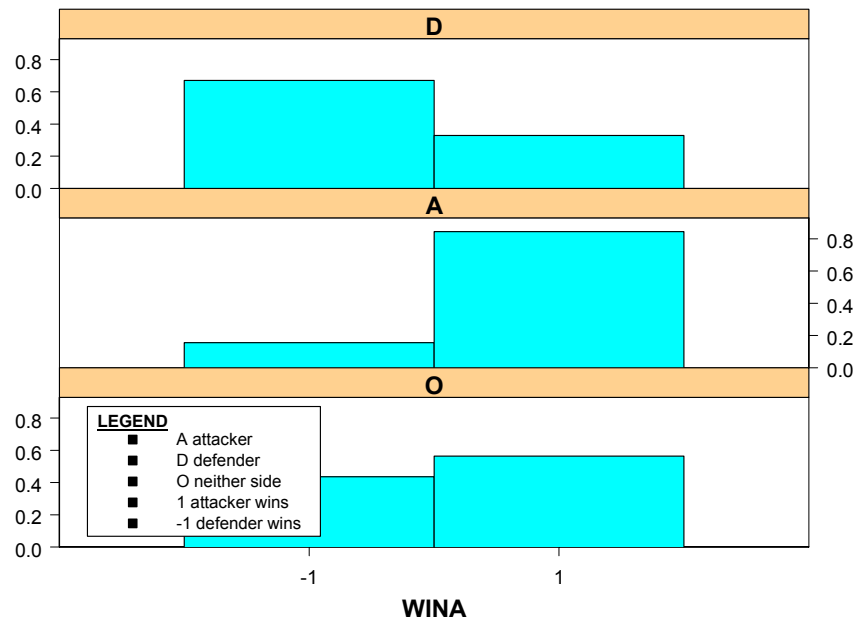 D
0.8
0.6
0.4
0.2
0.0
A
0.8
0.6
0.4
0.2
0.0
O
0.8
0.6
0.4
0.2
0.0
LEGEND
■ A attacker
■ D defender
■ O neither side
■ 1 attacker wins
■ -1 defender wins
-1 1
WINA